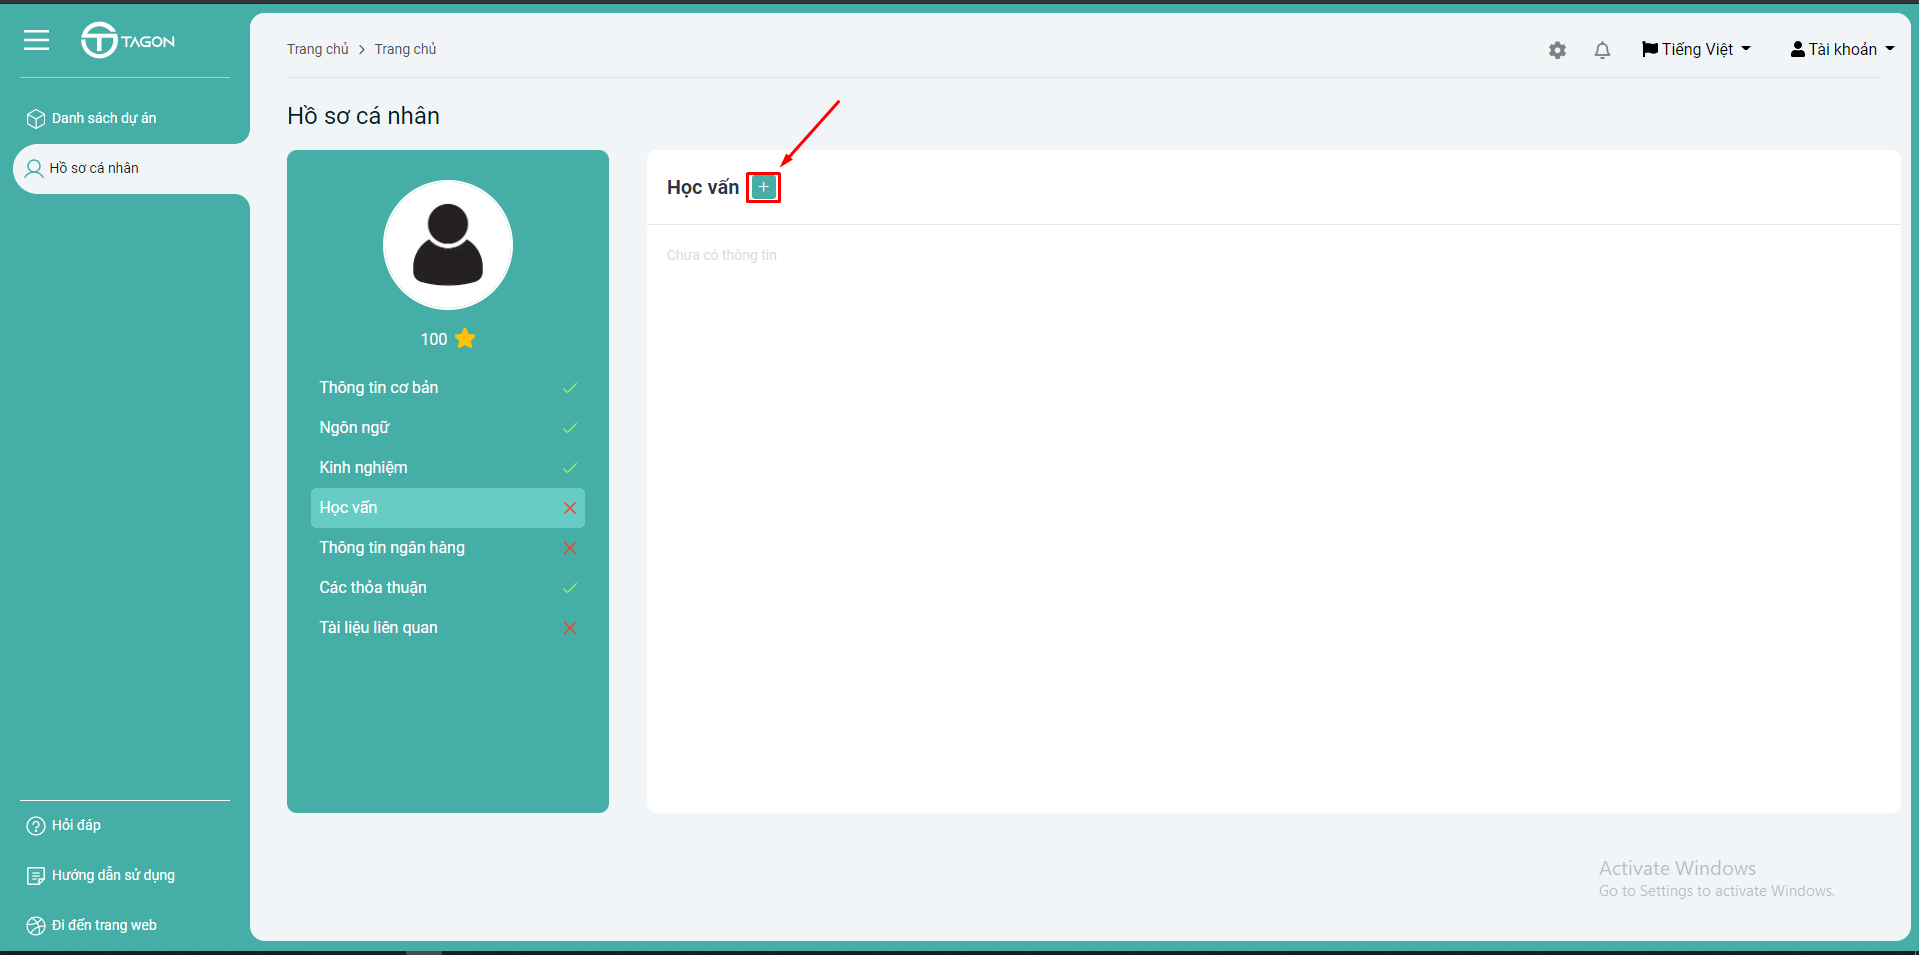 TAGON
Trang chủ > Trang chủ
Tiếng Việt
Tài khoản
Danh sách dự án
Hồ sơ cá nhân
Hồ sơ cá nhân
100
Thông tin cơ bản
Ngôn ngữ
Kinh nghiệm
Học vấn
Thông tin ngân hàng
Các thỏa thuận
Tài liệu liên quan
Học vấn +
Chưa có thông tin
Hỏi đáp
Hướng dẫn sử dụng
Đi đến trang web
Activate Windows
Go to Settings to activate Windows.